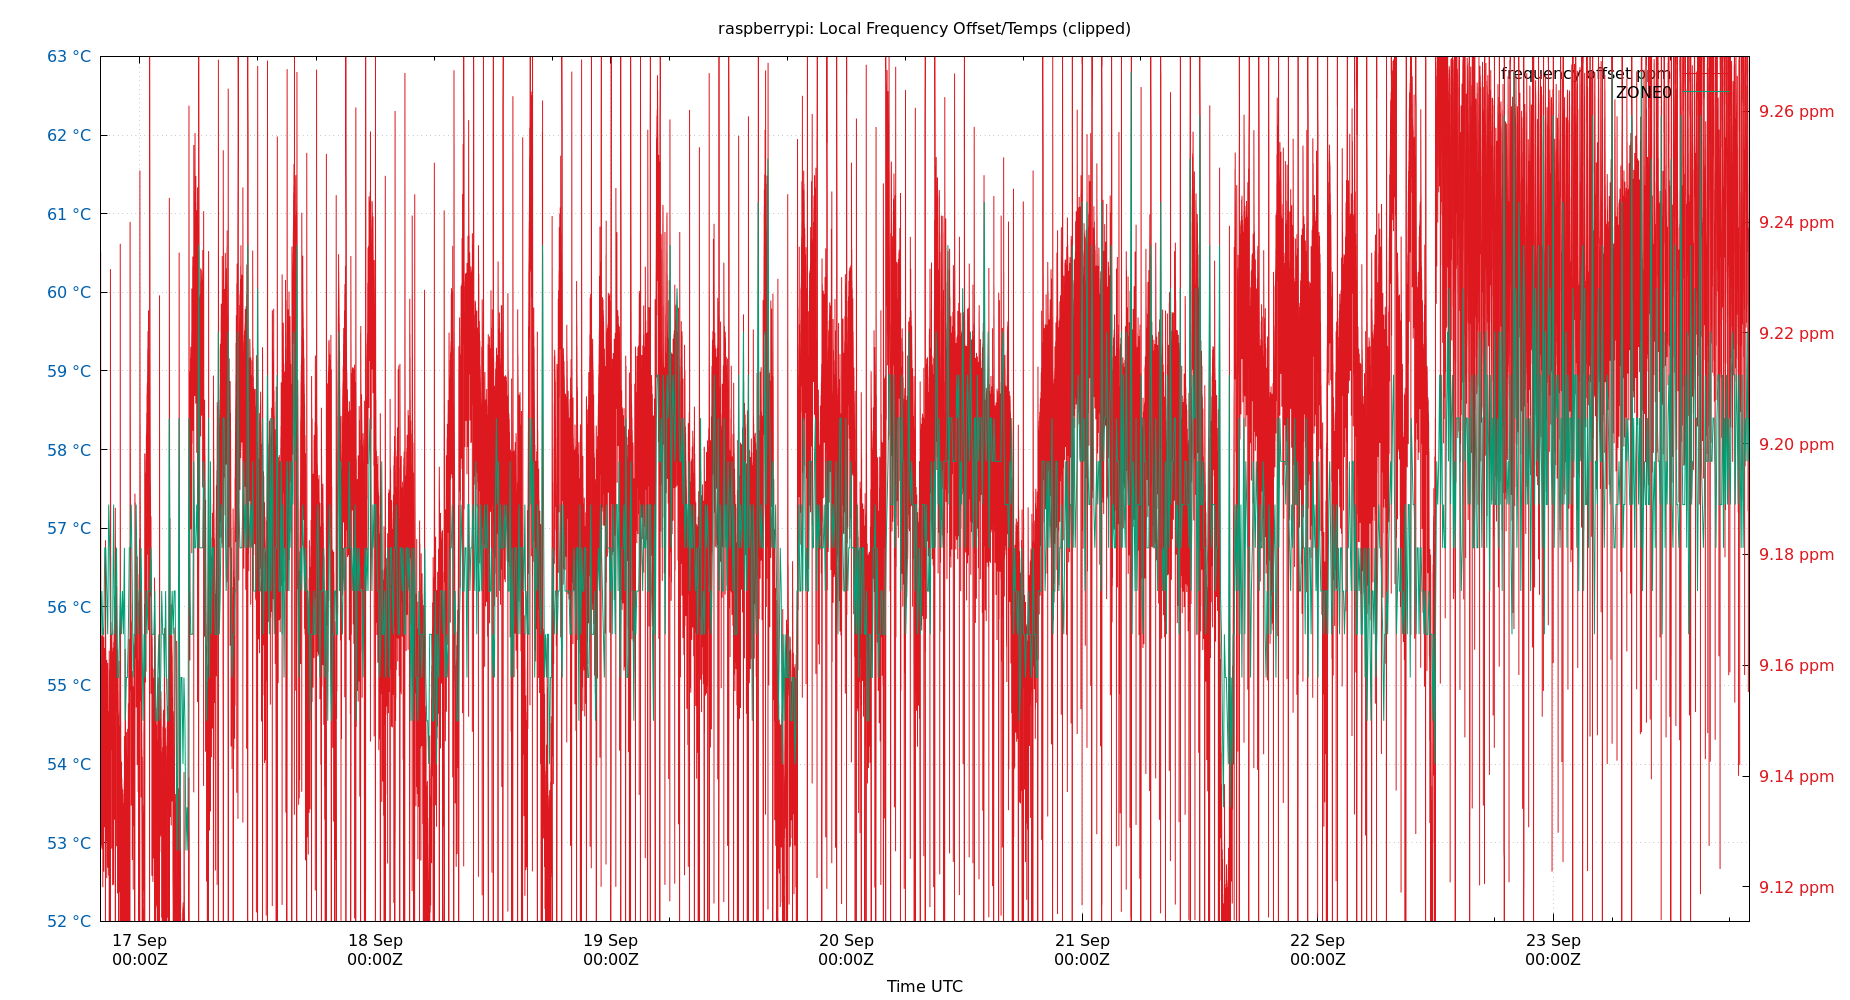 raspberrypi: Local Frequency Offset/Temps (clipped)
63 °C
62 °C
61 °C
60 °C
59 °C
58 °C
57 °C
56 °C
55 °C
54 °C
53 °C
52 °C
frequency offset ppm
ZONE0
9.26 ppm
9.24 ppm
9.22 ppm
9.20 ppm
9.18 ppm
9.16 ppm
9.14 ppm
9.12 ppm
17 Sep
00:00Z
18 Sep
00:00Z
19 Sep
00:00Z
20 Sep
00:00Z
21 Sep
00:00Z
22 Sep
00:00Z
23 Sep
00:00Z
Time UTC